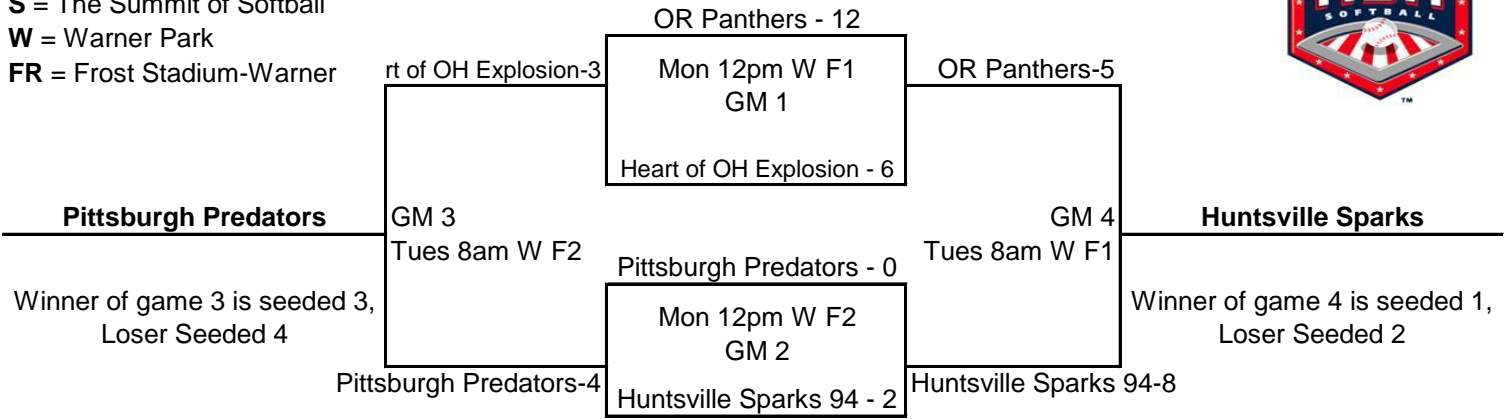 S = The Summit of Softball
W = Warner Park
FR = Frost Stadium-Warner
SOFTBALL
TM
OR Panthers - 12
rt of OH Explosion-3
Mon 12pm W F1
GM 1
OR Panthers-5
Heart of OH Explosion - 6
Pittsburgh Predators
GM 3
Tues 8am W F2
GM 4
Tues 8am W F1
Huntsville Sparks
Pittsburgh Predators - 0
Winner of game 3 is seeded 3,
Loser Seeded 4
Mon 12pm W F2
GM 2
Winner of game 4 is seeded 1,
Loser Seeded 2
Pittsburgh Predators-4
Huntsville Sparks 94 - 2
Huntsville Sparks 94-8